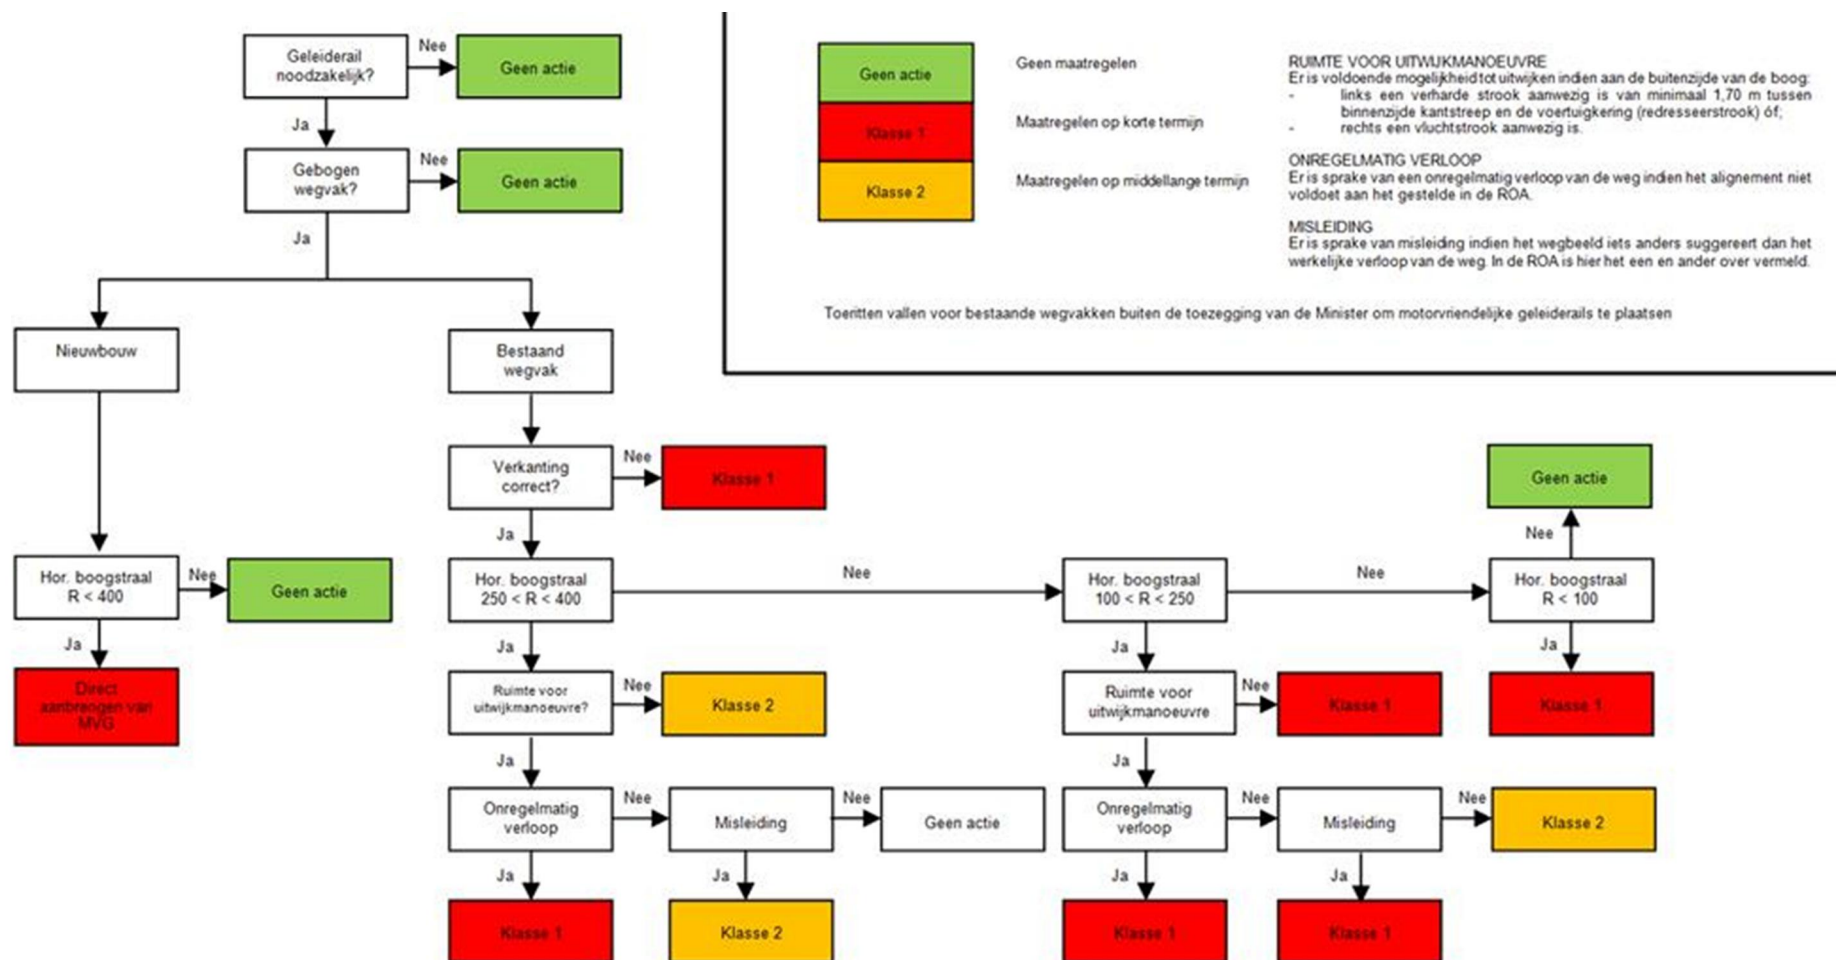 Geleiderail
noodzakelijk?
Nee
Geen actie
Ja
Gebogen
wegvak?
Nee
Geen actie
Ja
Geen actie
Geen maatregelen
Klasse 1
Maatregelen op korte termijn
Klasse 2
Maatregelen op middellange termijn
RUIMTE VOOR UITWIJKMANOEUVRE
Er is voldoende mogelijkheid tot uitwijken indien aan de buitenzijde van de boog:
- links een verharde strook aanwezig is van minimaal 1,70 m tussen
binnenzijde kantstreep en de voertuigkering (redresseerstrook) óf;
- rechts een vluchtstrook aanwezig is.
ONREGELMATIG VERLOOP
Er is sprake van een onregelmatig verloop van de weg indien het alignement niet
voldoet aan het gestelde in de ROA.
MISLEIDING
Er is sprake van misleiding indien het wegbeeld iets anders suggereert dan het
werkelijke verloop van de weg. In de ROA is hier het een en ander over vermeld.
Toeritten vallen voor bestaande wegvakken buiten de toezegging van de Minister om motorvriendelijke geleiderails te plaatsen
Nieuwbouw
Bestaand
wegvak
Verkanting
correct?
Nee
Klasse 1
Geen actie
Ja
Nee
Hor. boogstraal
R < 400
Nee
Geen actie
Hor. boogstraal
250 < R < 400
Nee
Hor. boogstraal
100 < R < 250
Nee
Hor. boogstraal
R < 100
Ja
Ja
Ja
Ja
Direct
aanbrengen van
MVG
Ruimte voor
uitwijkmanoeuvre?
Nee
Klasse 2
Ruimte voor
uitwijkmanoeuvre
Nee
Klasse 1
Klasse 1
Ja
Ja
Onregelmatig
verloop
Nee
Misleiding
Nee
Geen actie
Onregelmatig
verloop
Nee
Misleiding
Nee
Klasse 2
Ja
Ja
Ja
Ja
Klasse 1
Klasse 2
Klasse 1
Klasse 1